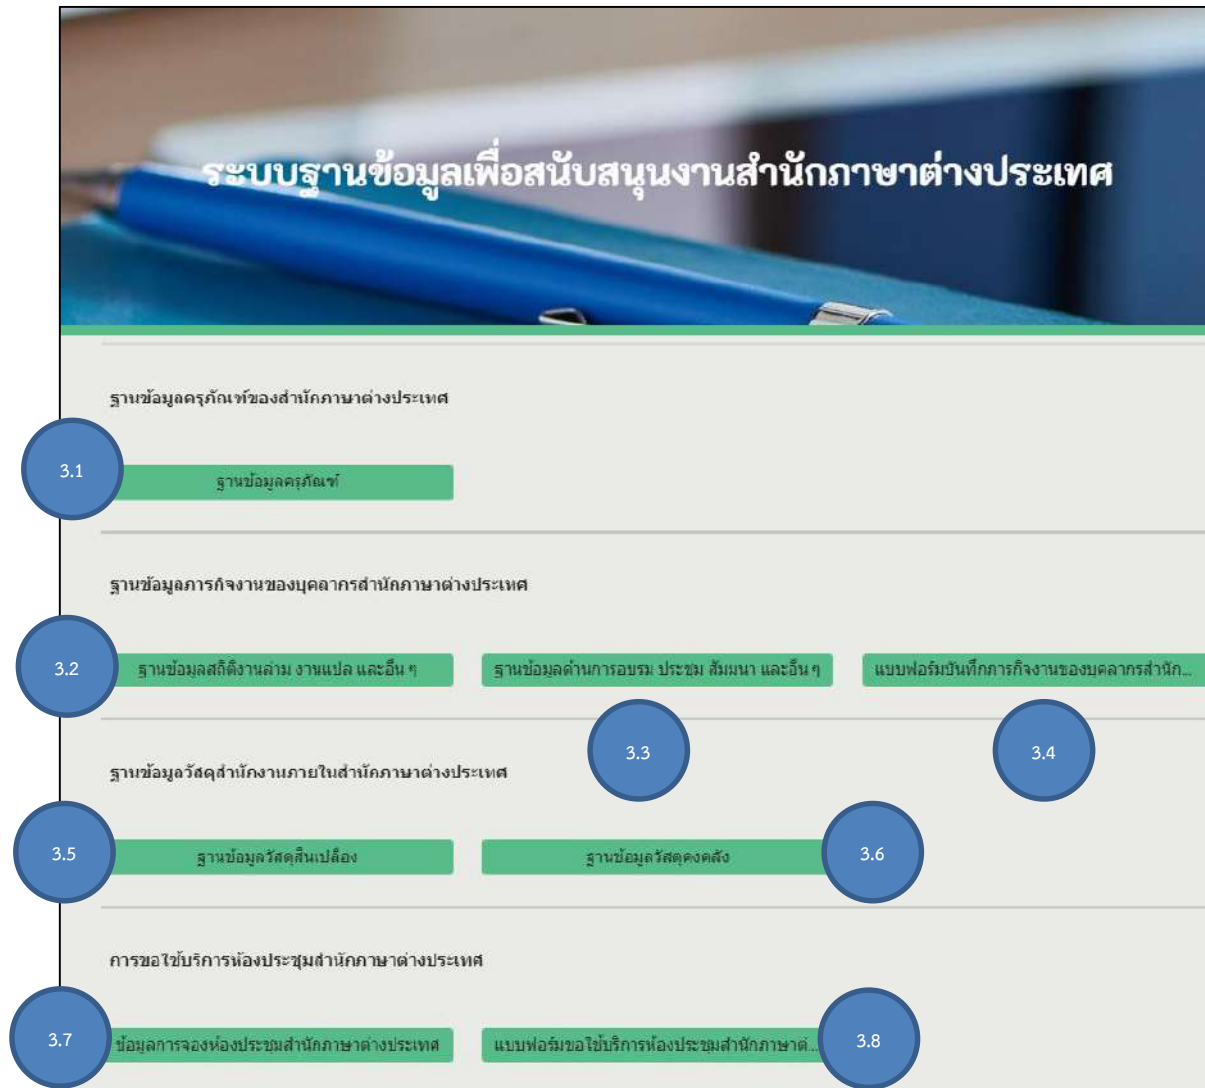 ระบบฐานข้อมูลเพื่อสนับสนุนงานสำนักภาษาต่างประเทศ
ฐานข้อมูลครุภัณฑ์ของสำนักภาษาต่างประเทศ
3.1
ฐานข้อมูลครุภัณฑ์
ฐานข้อมูลภารกิจงานของบุคลากรสำนักภาษาต่างประเทศ
3.2
ฐานข้อมูลสถิติงานล่าม งานแปล และอื่น ๆ
ฐานข้อมูลด้านการอบรม ประชุม สัมมนา และอื่น ๆ
แบบฟอร์มบันทึกภารกิจงานของบุคลากรสำนัก...
3.3
3.4
ฐานข้อมูลวัสดุสำนักงานภายในสำนักภาษาต่างประเทศ
3.5
ฐานข้อมูลวัสดุสิ้นเปลือง
ฐานข้อมูลวัสดุคงคลัง
3.6
การขอใช้บริการห้องประชุมสำนักภาษาต่างประเทศ
3.7
ข้อมูลการจองห้องประชุมสำนักภาษาต่างประเทศ
แบบฟอร์มขอใช้บริการห้องประชุมสำนักภาษาต่...
3.8